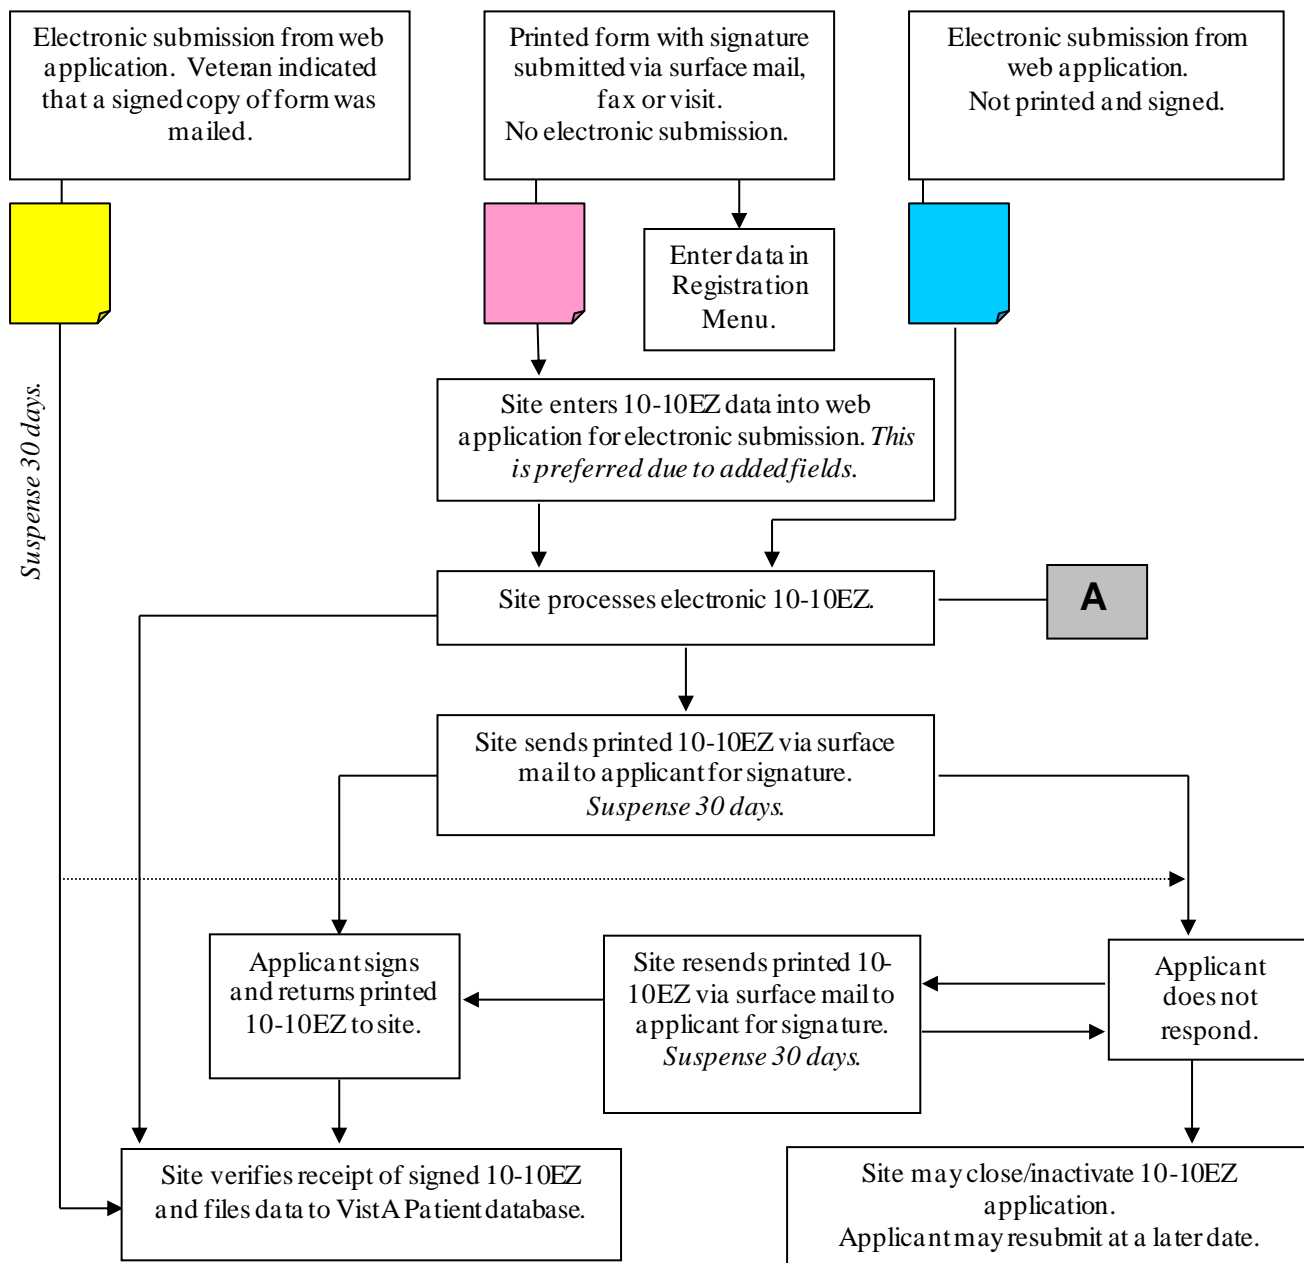 Electronic submission from web
application. Veteran indicated
that a signed copy of form was
mailed.
Printed form with signature
submitted via surface mail,
fax or visit.
No electronic submission.
Electronic submission from
web application.
Not printed and signed.
Enter data in
Registration
Menu.
Suspense 30 days.
Site enters 10-10EZ data into web
application for electronic submission. This
is preferred due to added fields.
Site processes electronic 10-10EZ.
A
Site sends printed 10-10EZ via surface
mail to applicant for signature.
Suspense 30 days.
Applicant signs
and returns printed
10-10EZ to site.
Site resends printed 10-
10EZ via surface mail to
applicant for signature.
Suspense 30 days.
Applicant
does not
respond.
Site verifies receipt of signed 10-10EZ
and files data to VistA Patient database.
Site may close/inactivate 10-10EZ
application.
Applicant may resubmit at a later date.